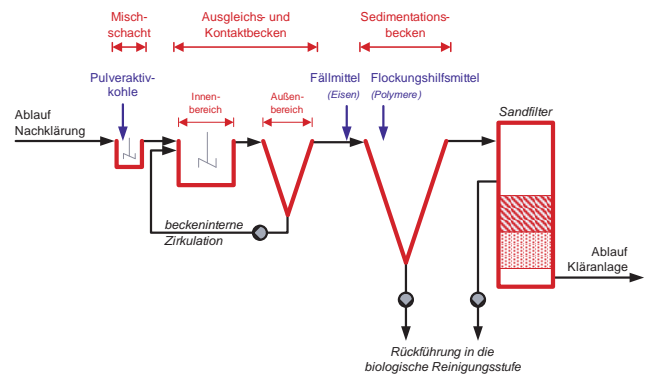 Misch-
schacht
Ausgleichs- und
Kontaktbecken
Sedimentations-
becken
Pulveraktiv-
kohle
Innen-
bereich
Außen-
bereich
Fällmittel
(Eisen)
Flockungshilfsmittel
(Polymere)
Sandfilter
Ablauf
Nachklärung
beckeninterne
Zirkulation
Ablauf
Kläranlage
Rückführung in die
biologische Reinigungsstufe